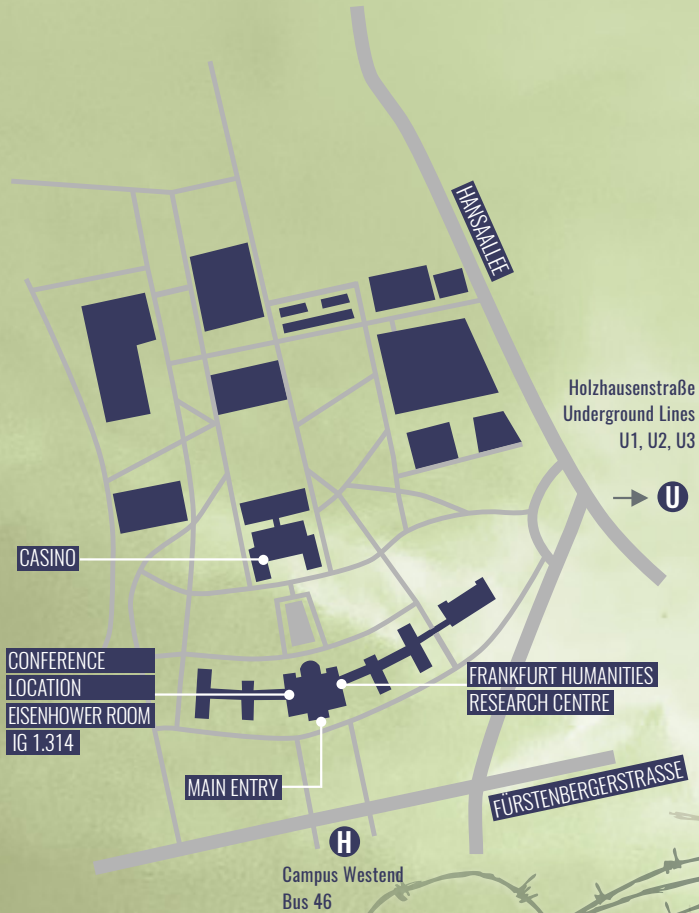 HANSAALLEE
Holzhausenstraße
Underground Lines
U1, U2, U3
U
CASINO
CONFERENCE
LOCATION
EISENHOWER ROOM
IG 1.314
FRANKFURT HUMANITIES
RESEARCH CENTRE
MAIN ENTRY
FÜRSTENBERGERSTRASSE
H
Campus Westend
Bus 46